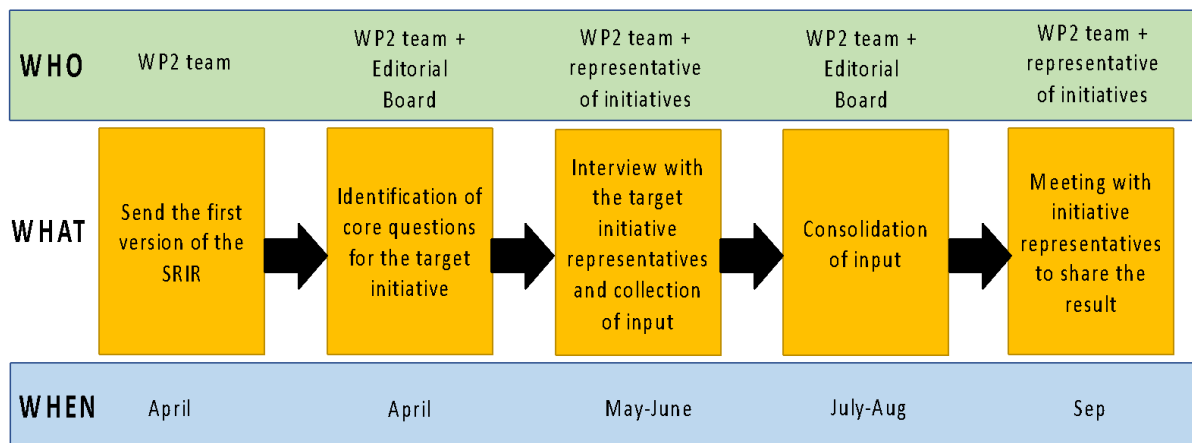 WHO
WP2 team
WP2 team +
Editorial
Board
WP2 team +
representative
of initiatives
WP2 team +
Editorial
Board
WP2 team +
representative
of initiatives
WHAT
Send the first
version of the
SRIR
Identification of
core questions
for the target
initiative
Interview with
the target
initiative
representatives
and collection
of input
Consolidation
of input
Meeting with
initiative
representatives
to share the
result
WHEN
April
April
May-June
July-Aug
Sep